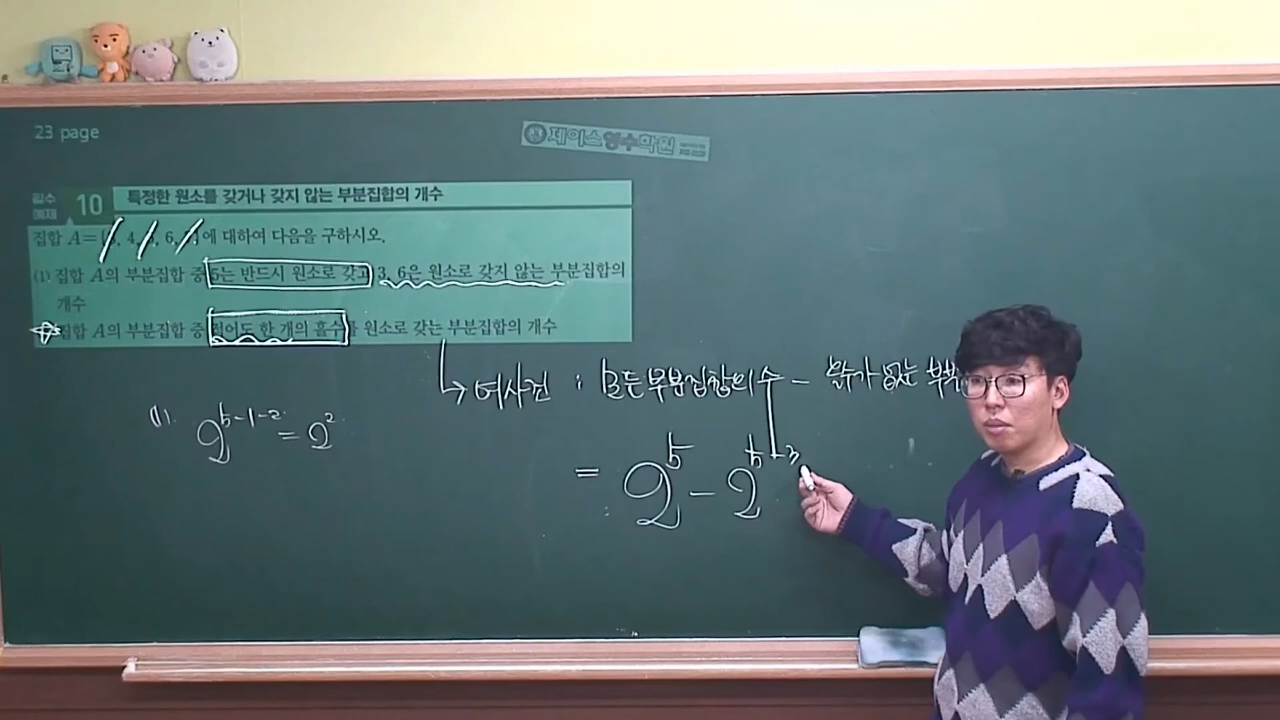 23 page
제이스영수학원
필수 예제 10 특정한 원소를 갖거나 갖지 않는 부분집합의 개수
집합 A={3, 4, 5, 6, 7}에 대하여 다음을 구하시오.
(1) 집합 A의 부분집합 중 5는 반드시 원소로 갖고 3, 6은 원소로 갖지 않는 부분집합의
개수
집합 A의 부분집합 중 적어도 한 개의 홀수를 원소로 갖는 부분집합의 개수
→ 여사건 : 모든 부분집합의 수 - 홀수가 없는 부분
(1). 2^5-1-2 = 2^2
= 2^5 - 2^5-3